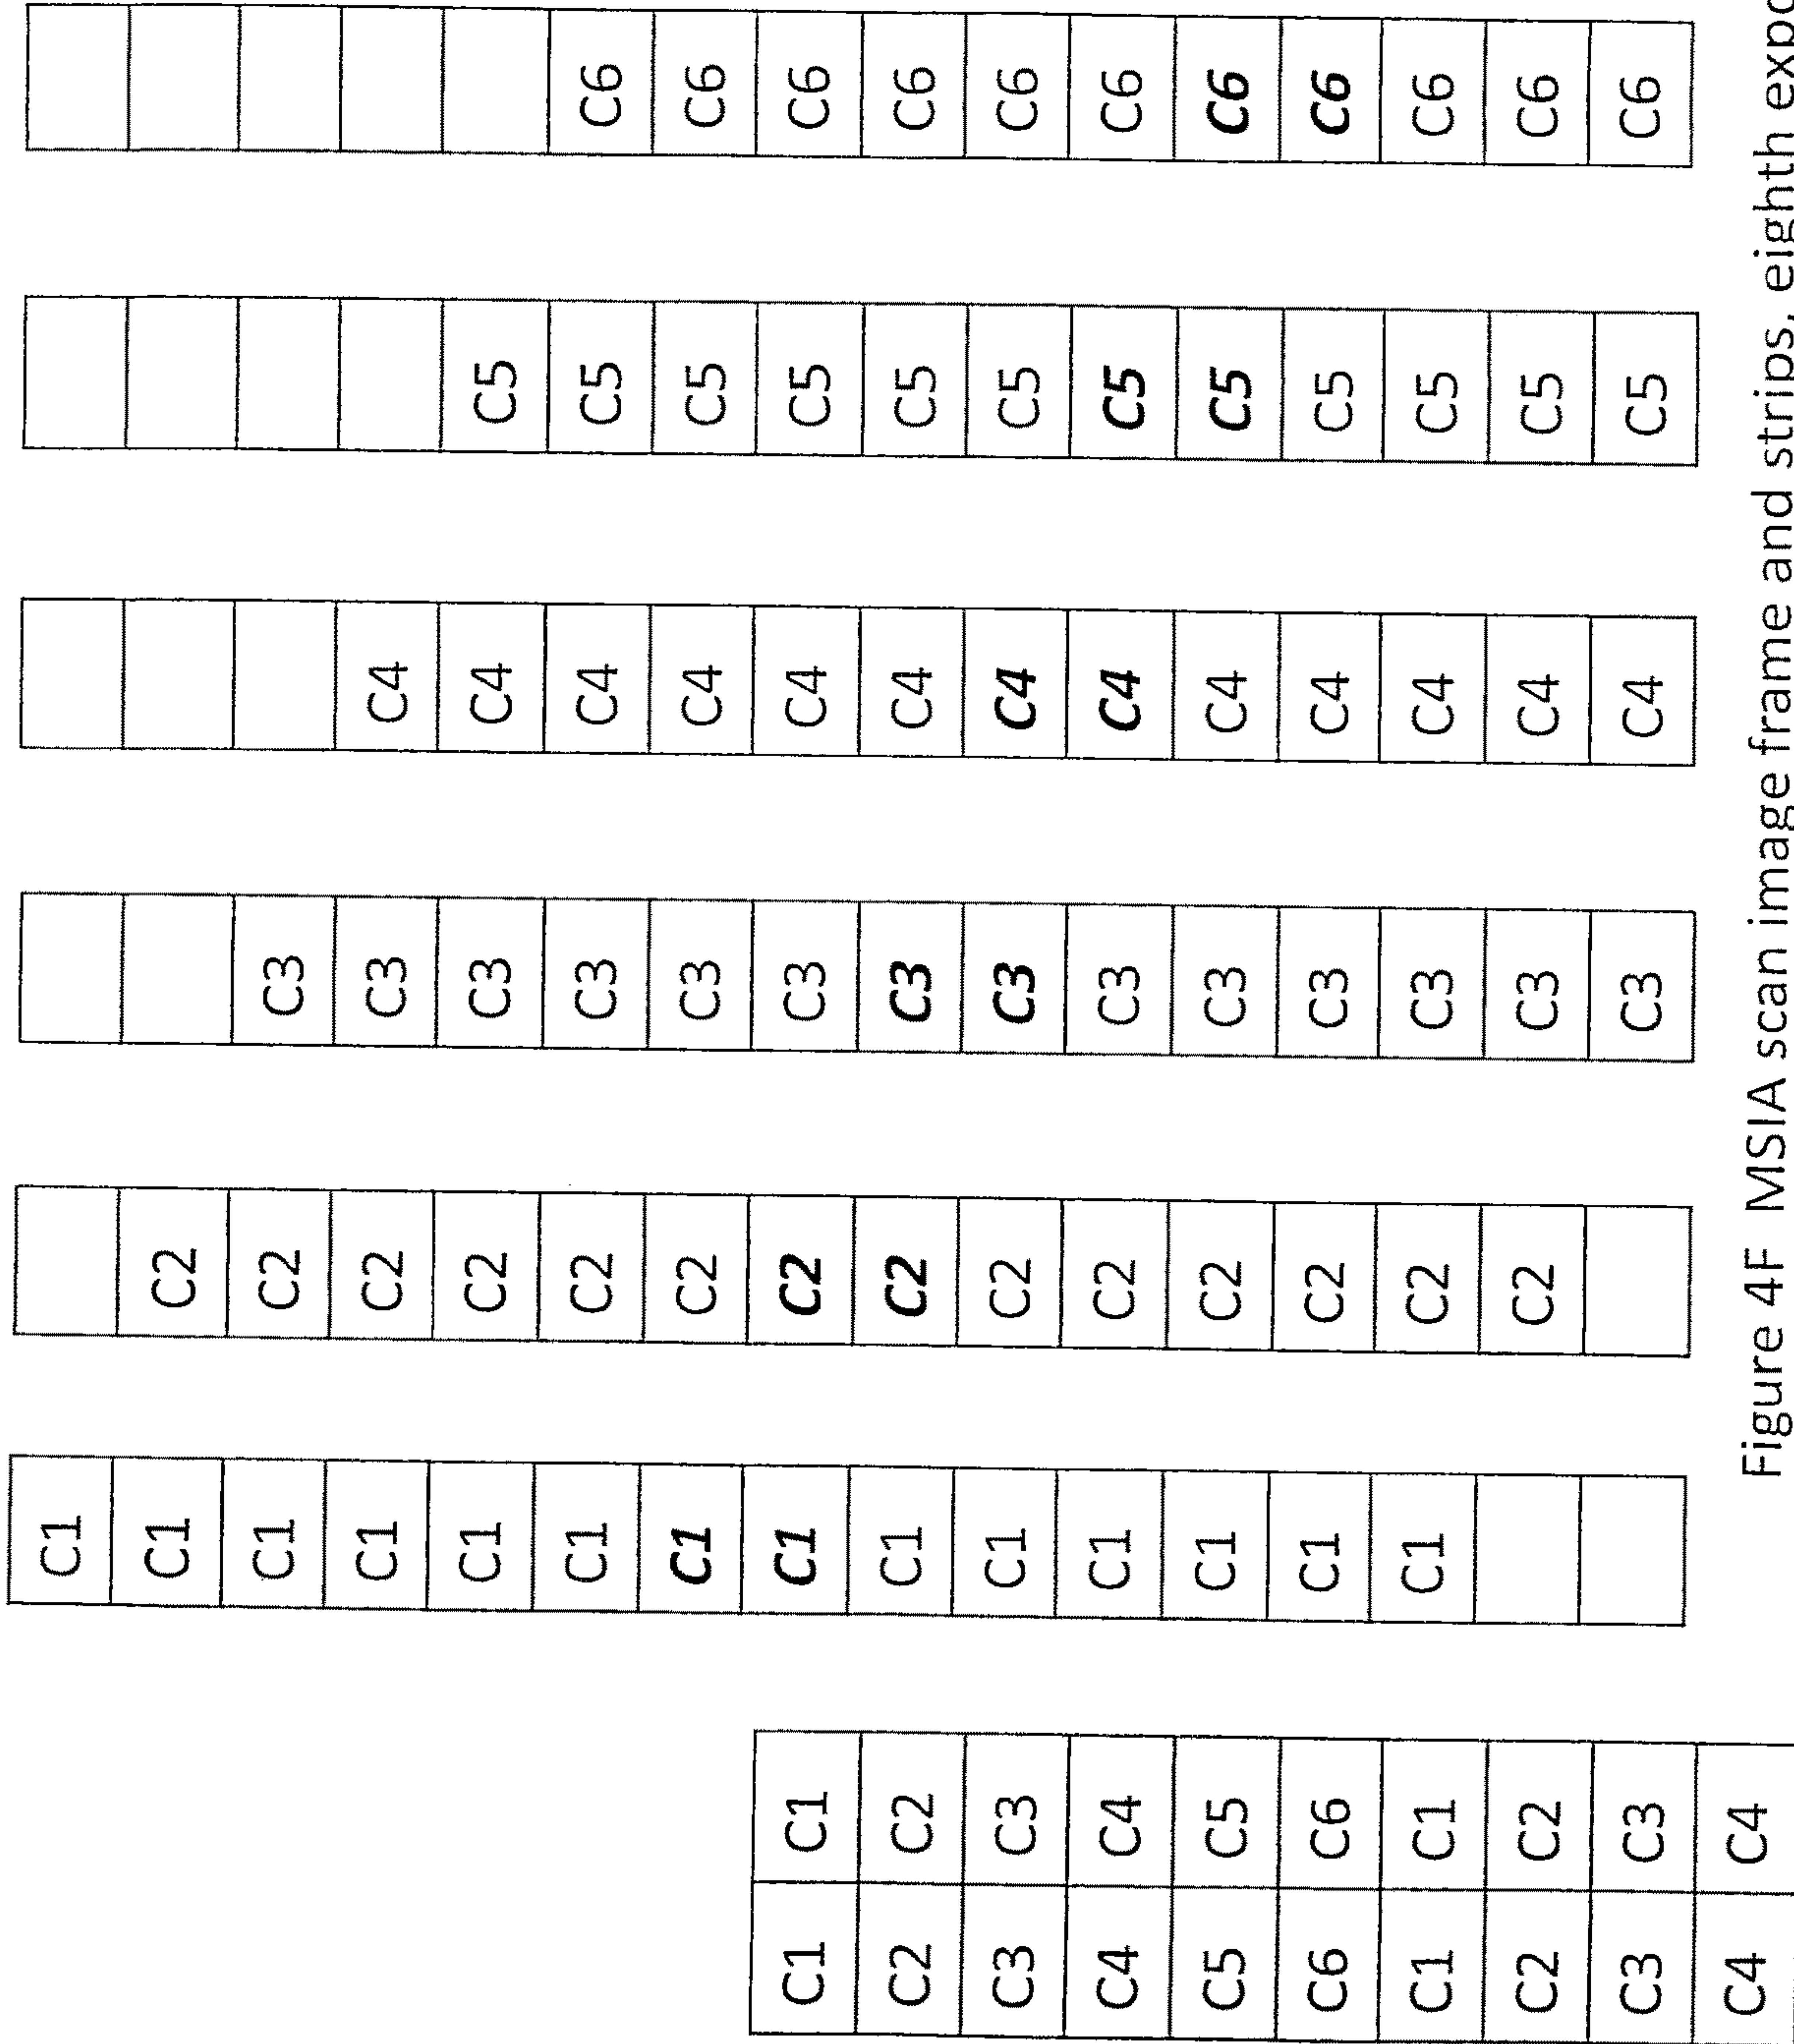 C1
C1 C2
C1 C2 C3
C1 C2 C3 C4
C1 C2 C3 C4 C5
C1 C2 C3 C4 C5 C6
C1 C2 C3 C4 C5 C6
C1 C1 C1 C2 C3 C4 C5 C6
C2 C2 C1 C2 C3 C4 C5 C6
C3 C3 C1 C2 C3 C4 C5 C6
C4 C4 C1 C2 C3 C4 C5 C6
C5 C5 C1 C2 C3 C4 C5 C6
C6 C6 C1 C2 C3 C4 C5 C6
C1 C1 C1 C2 C3 C4 C5 C6
C2 C2 C2 C3 C4 C5 C6
C3 C3 C3 C4 C5 C6
C4 C4
Figure 4F MSIA scan image frame and strips, eighth